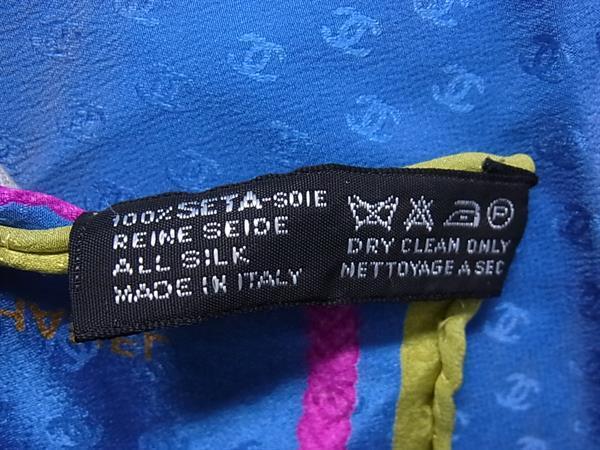 100% SETA-SOIE
REINE SEIDE
ALL SILK
MADE IN ITALY
DRY CLEAN ONLY
NETTOYAGE A SEC
P